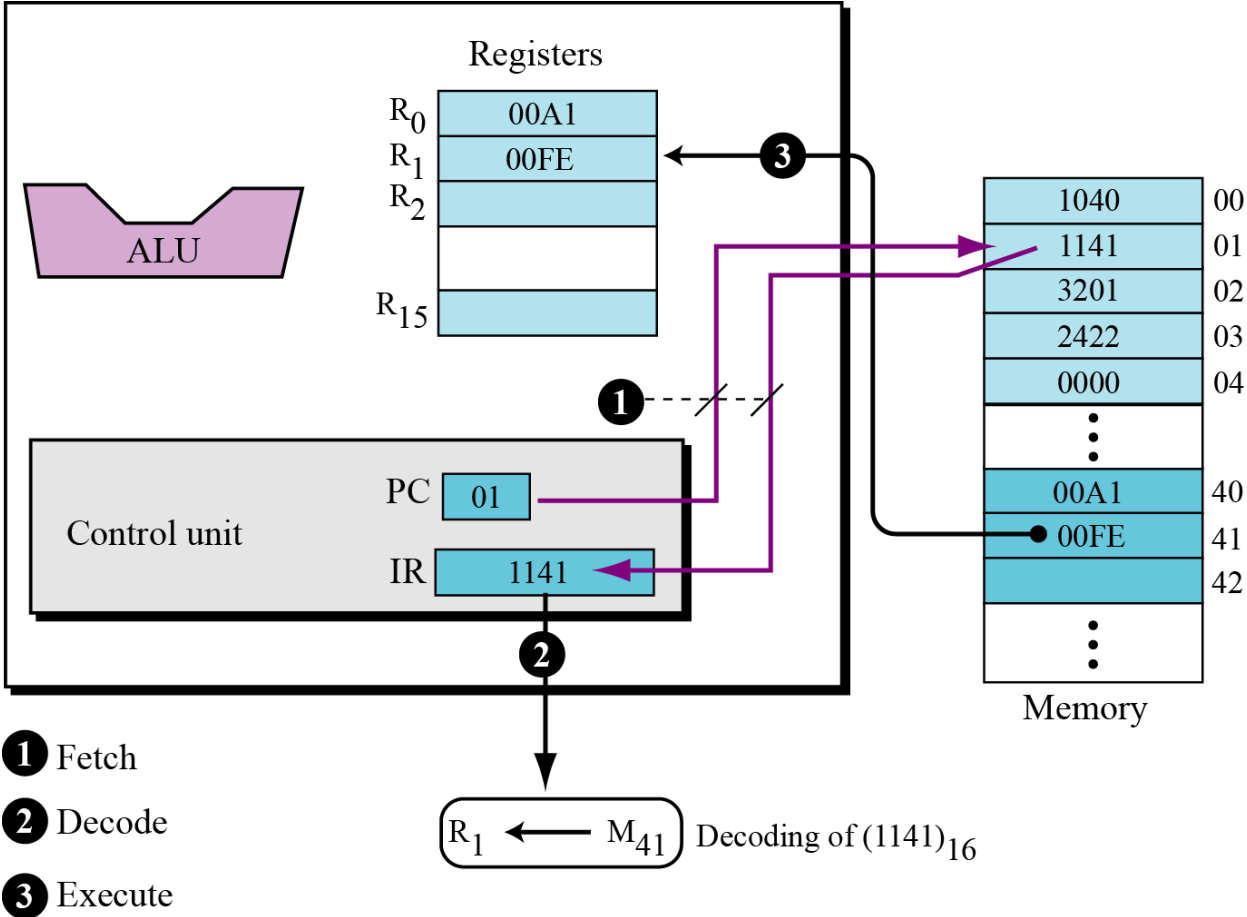 Registers
R0 00A1
R1 00FE
R2
R15
ALU
3
1040 00
1141 01
3201 02
2422 03
0000 04
00A1 40
00FE 41
42
Memory
1
Control unit
PC 01
IR 1141
2
1 Fetch
2 Decode
3 Execute
R1 ← M41 Decoding of (1141)16